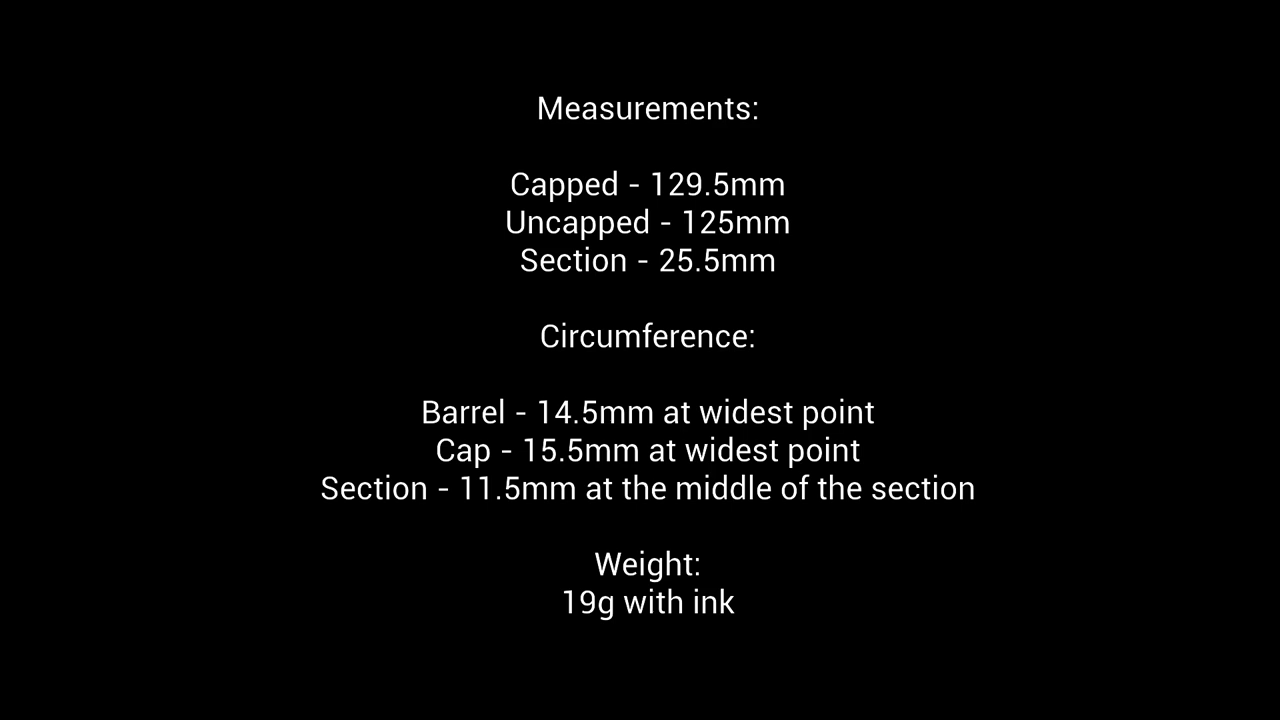 Measurements:
Capped - 129.5mm
Uncapped - 125mm
Section - 25.5mm
Circumference:
Barrel - 14.5mm at widest point
Cap - 15.5mm at widest point
Section - 11.5mm at the middle of the section
Weight:
19g with ink